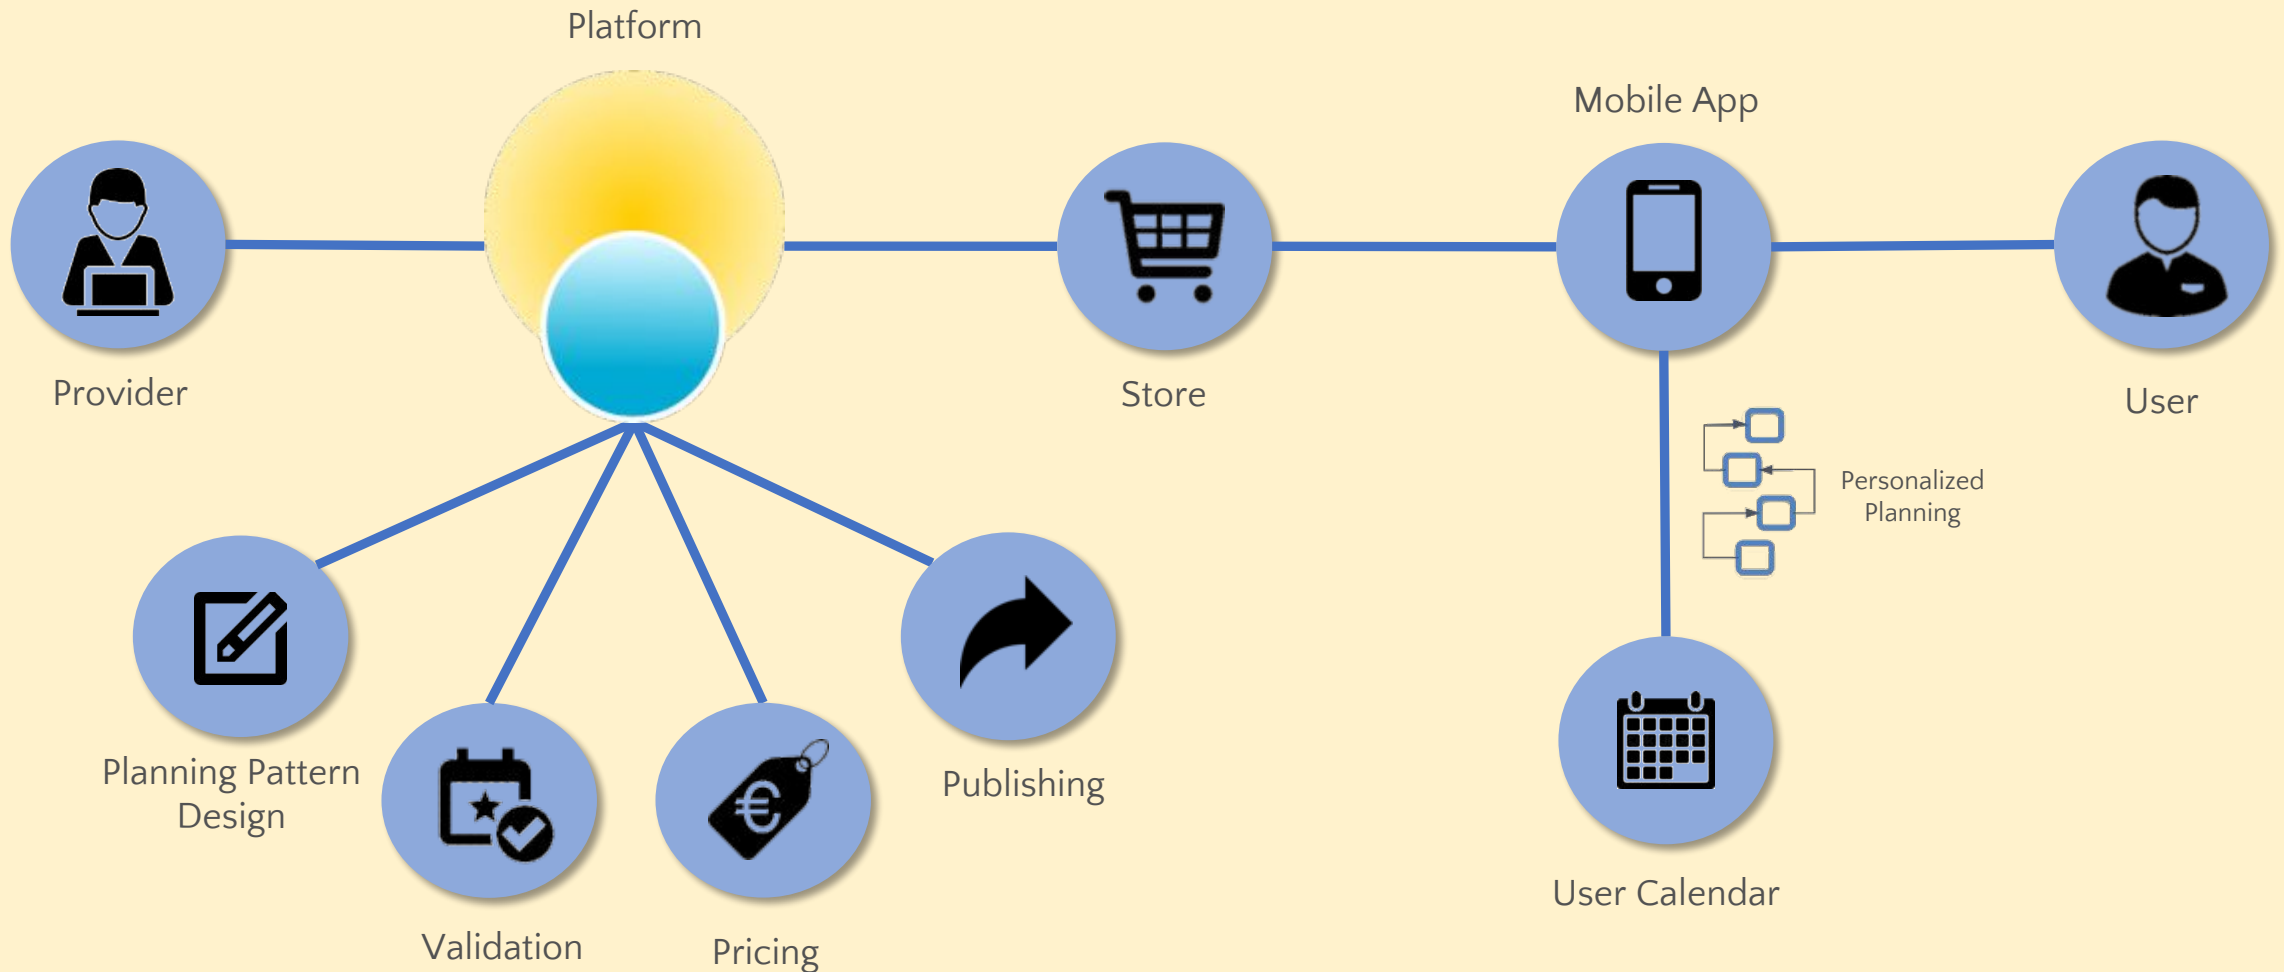 Platform
Mobile App
Provider
Store
User
Personalized
Planning
Planning Pattern
Design
Validation
Pricing
Publishing
User Calendar